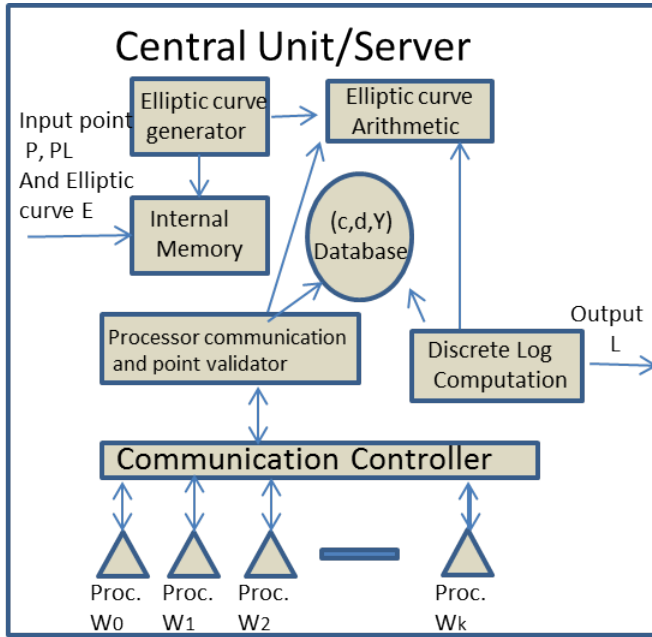 Central Unit/Server
Elliptic curve
generator
Elliptic curve
Arithmetic
Input point
P, PL
And Elliptic
curve E
Internal
Memory
(c,d,Y)
Database
Processor communication
and point validator
Discrete Log
Computation
Output
L
Communication Controller
Proc.
W0
Proc.
W1
Proc.
W2
Proc.
Wk